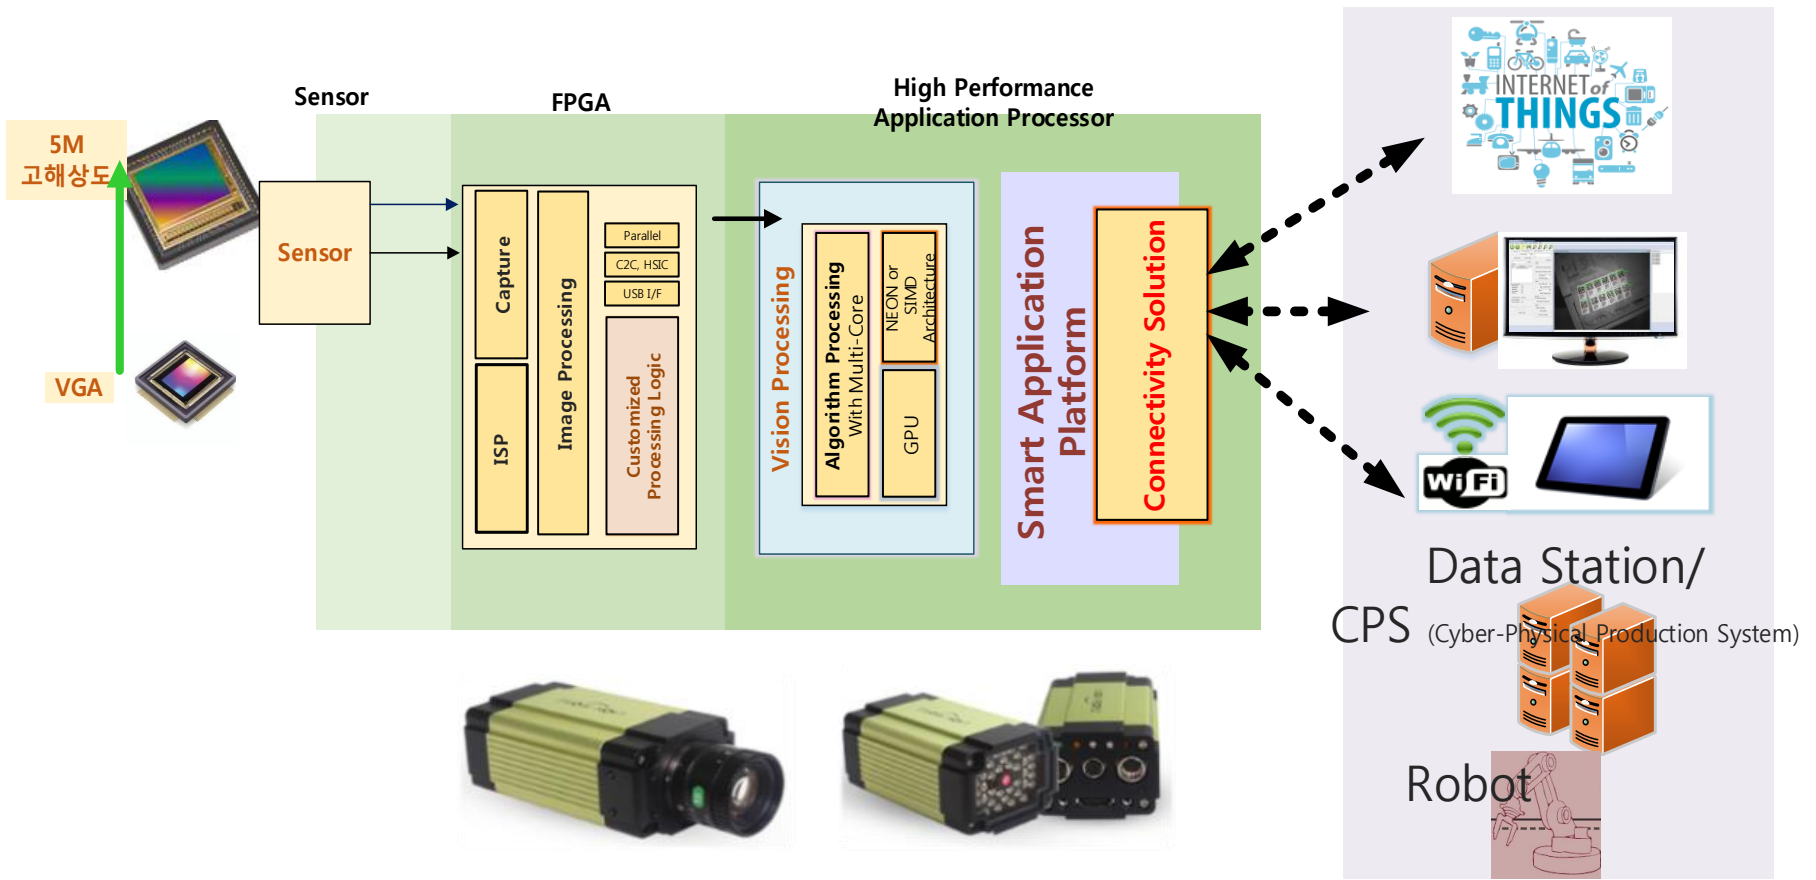 Sensor
FPGA
High Performance
Application Processor
5M
고해상도
VGA
Sensor
Capture
ISP
Image Processing
Parallel
C2C, HSIC
USB I/F
Customized
Processing Logic
Vision Processing
Algorithm Processing
With Multi-Core
NEON or
SIMD
Architecture
GPU
Smart Application
Platform
Connectivity Solution
INTERNET of
THINGS
Wi Fi
Data Station/
CPS (Cyber-Physical Production System)
Robot